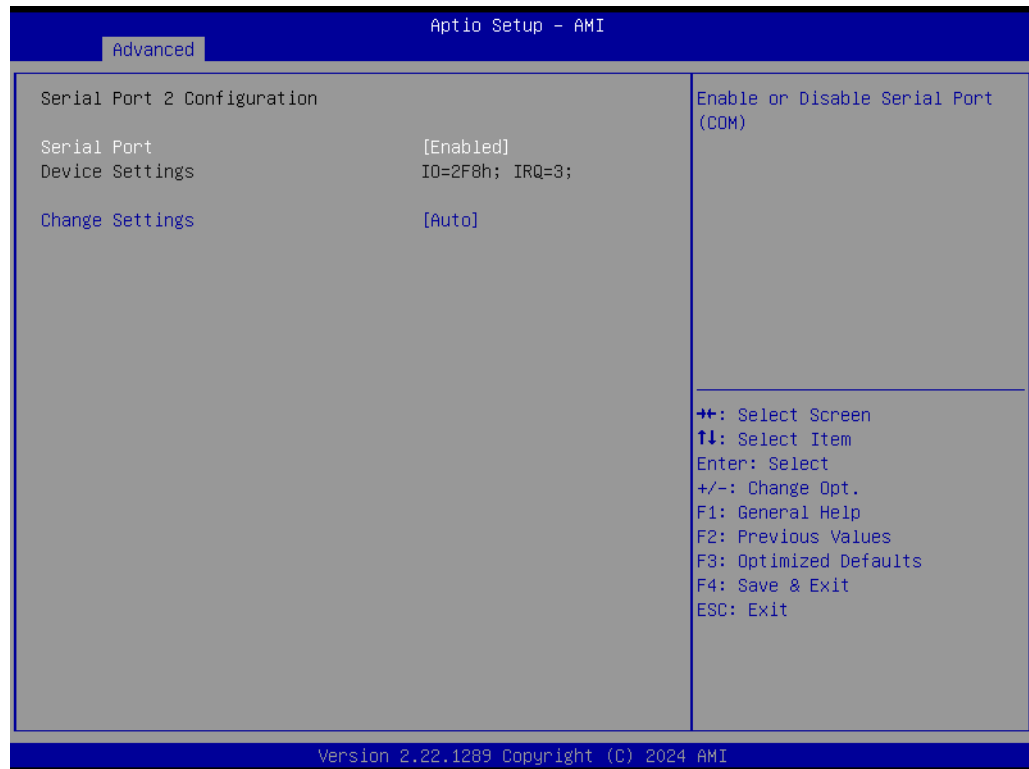 Aptio Setup – AMI
Advanced
Serial Port 2 Configuration
Serial Port [Enabled]
Device Settings IO=2F8h; IRQ=3;
Change Settings [Auto]
Enable or Disable Serial Port
(COM)
→←: Select Screen
↑↓: Select Item
Enter: Select
+/-: Change Opt.
F1: General Help
F2: Previous Values
F3: Optimized Defaults
F4: Save & Exit
ESC: Exit
Version 2.22.1289 Copyright (C) 2024 AMI